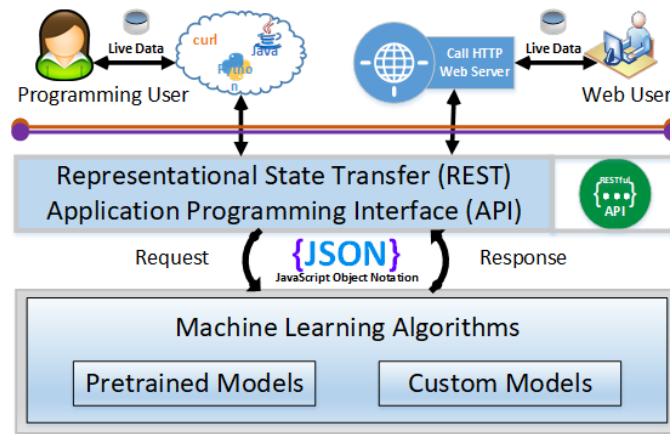 Live Data
curl
Java
Pytho
n
Programming User
Call HTTP
Web Server
Live Data
Web User
Representational State Transfer (REST)
Application Programming Interface (API)
RESTful
{•••}
API
Request
{JSON}
JavaScript Object Notation
Response
Machine Learning Algorithms
Pretrained Models
Custom Models